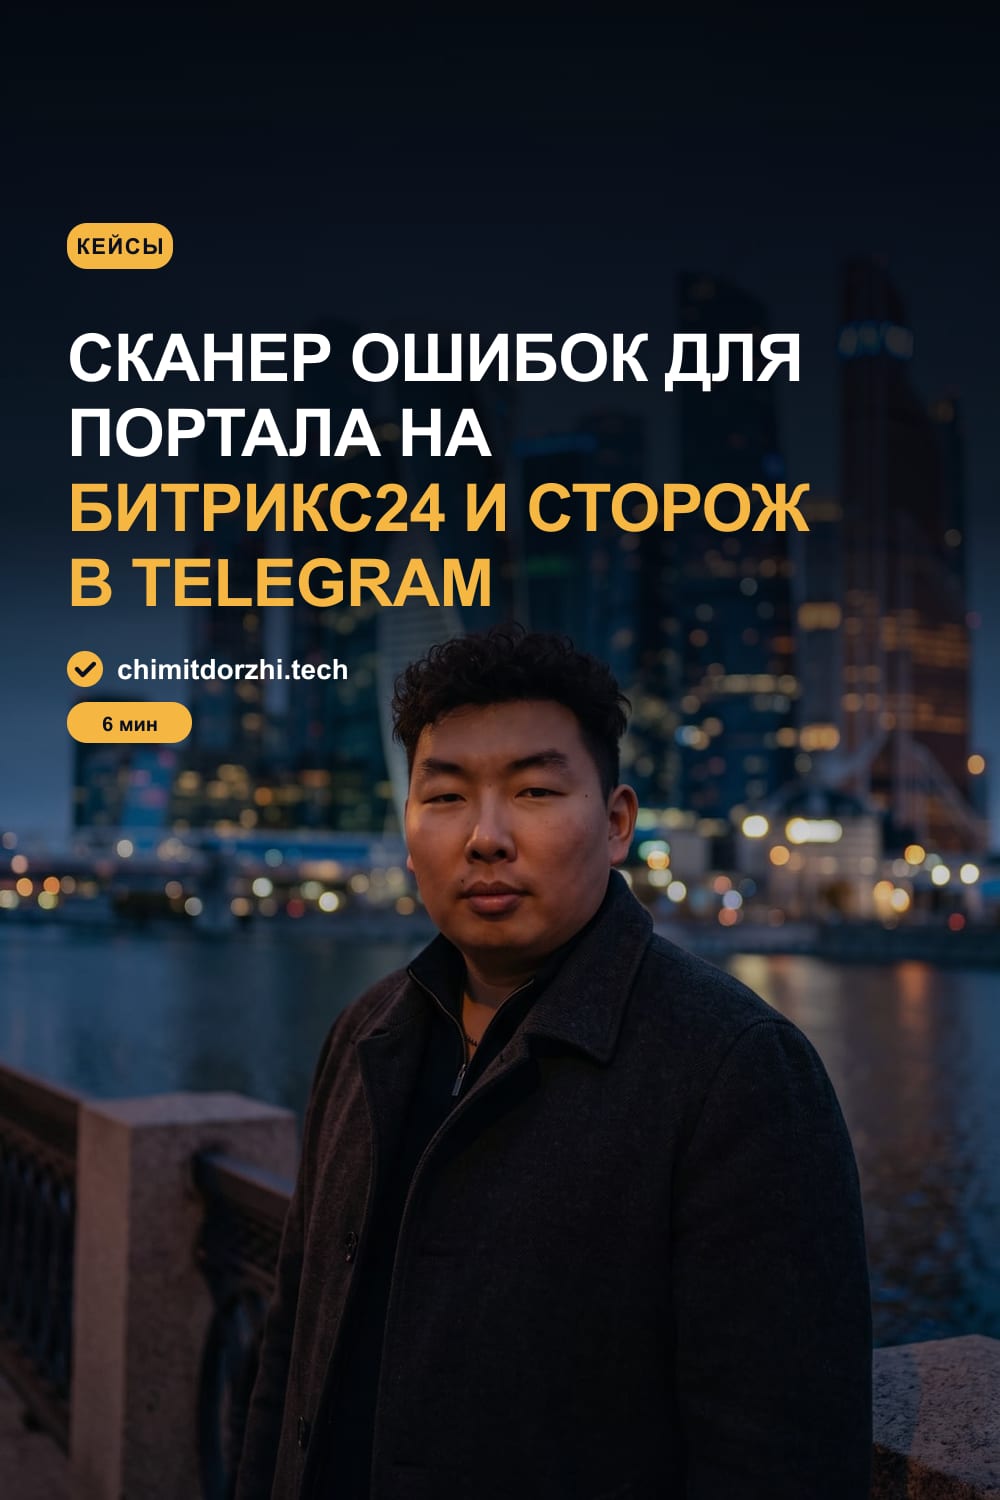 КЕЙСЫ
СКАНЕР ОШИБОК ДЛЯ
ПОРТАЛА НА
БИТРИКС24 И СТОРОЖ
В TELEGRAM
chimitdorzhi.tech
6 мин